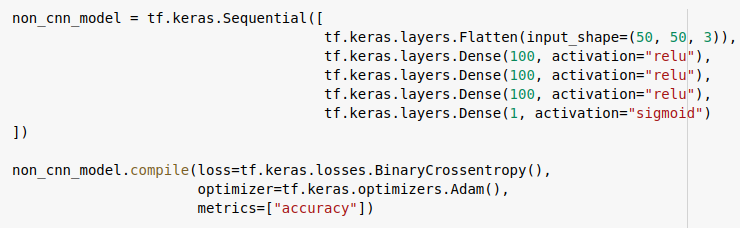 non_cnn_model = tf.keras.Sequential([
tf.keras.layers.Flatten(input_shape=(50, 50, 3)),
tf.keras.layers.Dense(100, activation="relu"),
tf.keras.layers.Dense(100, activation="relu"),
tf.keras.layers.Dense(100, activation="relu"),
tf.keras.layers.Dense(1, activation="sigmoid")
])
non_cnn_model.compile(loss=tf.keras.losses.BinaryCrossentropy(),
optimizer=tf.keras.optimizers.Adam(),
metrics=["accuracy"])